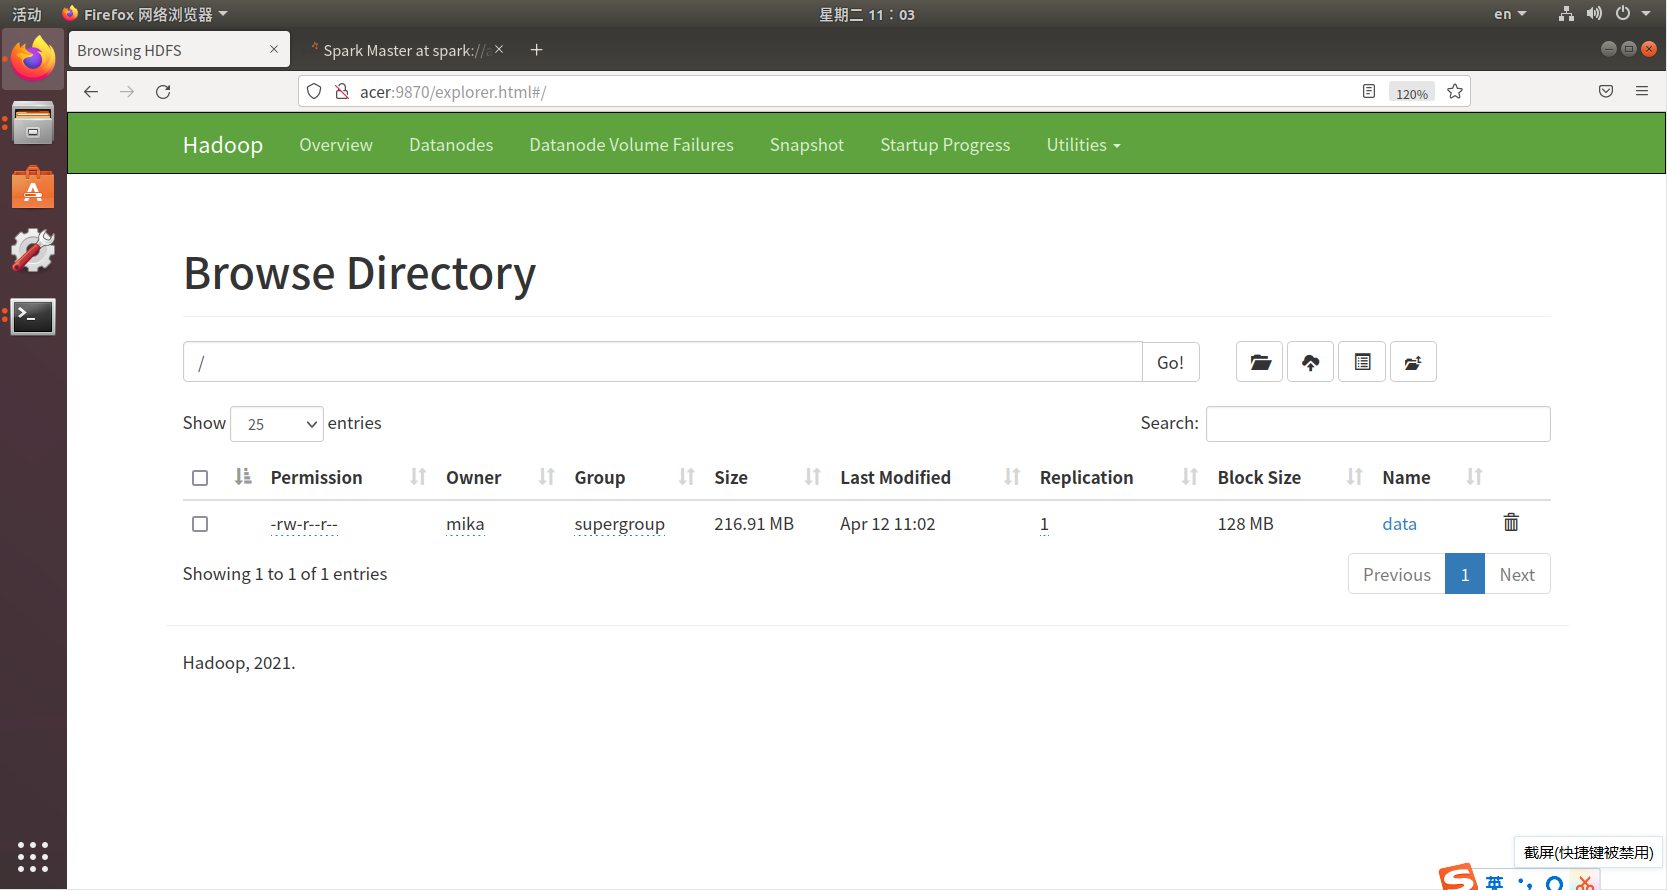 活动 Firefox 网络浏览器 星期二 11：03 en
Browsing HDFS × Spark Master at spark:// × +
acer:9870/explorer.html#/ 120%
Hadoop Overview Datanodes Datanode Volume Failures Snapshot Startup Progress Utilities
Browse Directory
/ Go!
Show 25 entries Search:
Permission Owner Group Size Last Modified Replication Block Size Name
-rw-r--r-- mika supergroup 216.91 MB Apr 12 11:02 1 128 MB data
Showing 1 to 1 of 1 entries Previous 1 Next
Hadoop, 2021.
截屏(快捷键被禁用)
英